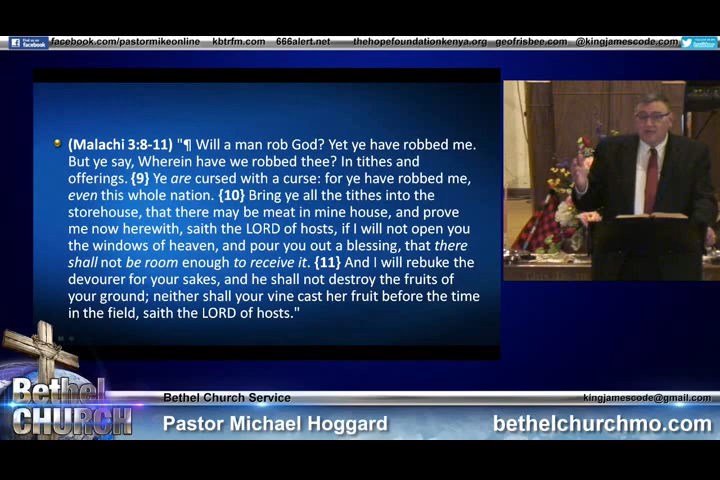 facebook.com/pastormikeonline kbtrfm.com 666alert.net thehopefoundationkenya.org geofrisbee.com @kingjamescode.com
(Malachi 3:8-11) "¶ Will a man rob God? Yet ye have robbed me.
But ye say, Wherein have we robbed thee? In tithes and
offerings. {9} Ye are cursed with a curse: for ye have robbed me,
even this whole nation. {10} Bring ye all the tithes into the
storehouse, that there may be meat in mine house, and prove
me now herewith, saith the LORD of hosts, if I will not open you
the windows of heaven, and pour you out a blessing, that there
shall not be room enough to receive it. {11} And I will rebuke the
devourer for your sakes, and he shall not destroy the fruits of
your ground; neither shall your vine cast her fruit before the time
in the field, saith the LORD of hosts."
Bethel
CHURCH
Bethel Church Service
kingjamescode@gmail.com
Pastor Michael Hoggard
bethelchurchmo.com